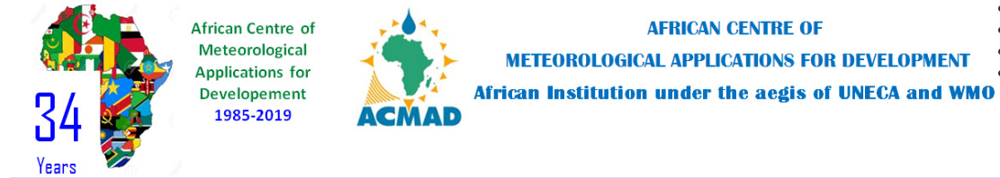 34
Years
African Centre of
Meteorological
Applications for
Developement
1985-2019
ACMAD
AFRICAN CENTRE OF
METEOROLOGICAL APPLICATIONS FOR DEVELOPMENT
African Institution under the aegis of UNECA and WMO